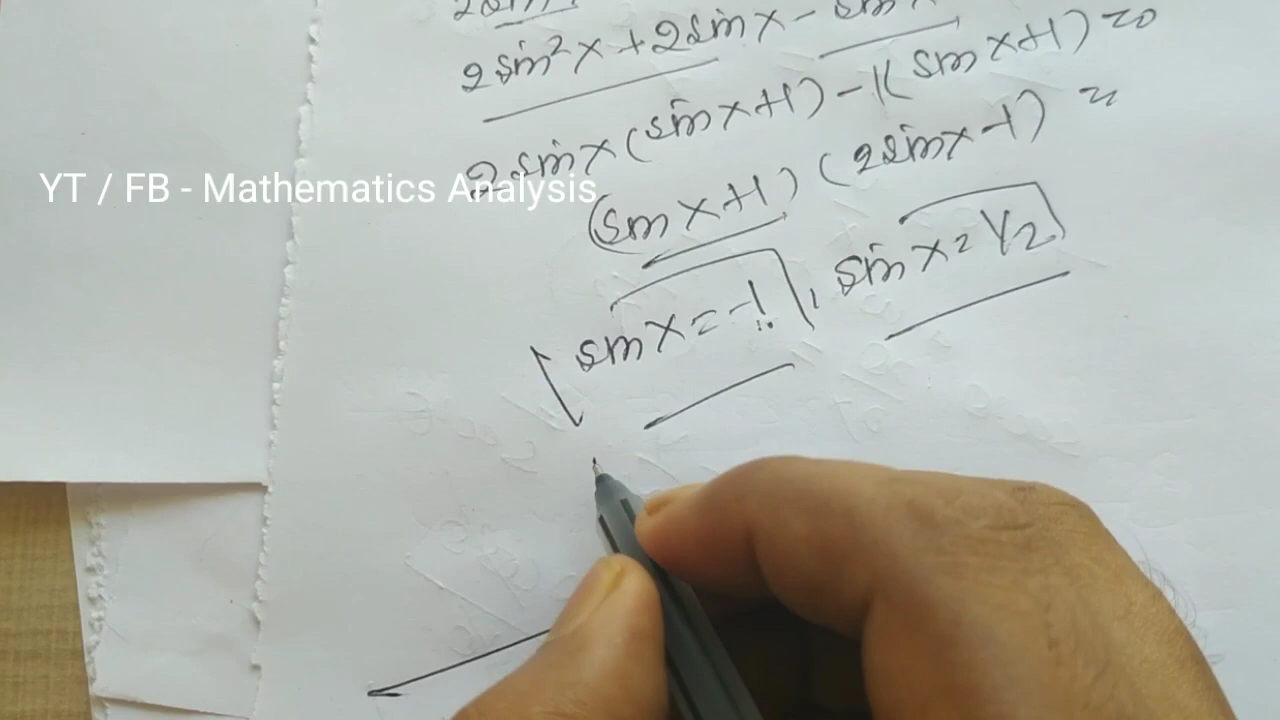 2sin²x + 2sinx - sin
2sinx(sinx+1) -1(sinx+1) = 0
(sinx+1) (2sinx-1) =
sinx = -1, sinx = 1/2
YT / FB - Mathematics Analysis